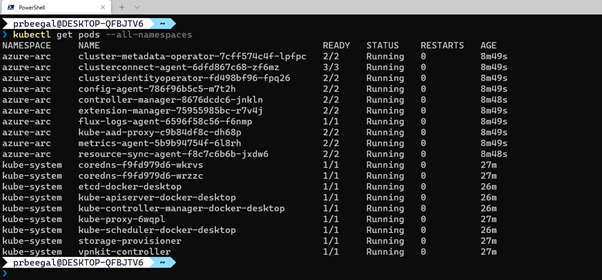 PowerShell
prbeegal@DESKTOP-QFBJTV6 ~
❯ kubectl get pods --all-namespaces
NAMESPACE NAME READY STATUS RESTARTS AGE
azure-arc cluster-metadata-operator-7cff574c4f-lpfpc 2/2 Running 0 8m49s
azure-arc clusterconnect-agent-6dfd867c68-zf6mz 3/3 Running 0 8m49s
azure-arc clusteridentityoperator-fd498bf96-fpq26 2/2 Running 0 8m49s
azure-arc config-agent-786f96b5c5-m7t2h 2/2 Running 0 8m49s
azure-arc controller-manager-8676dcdc6-jnkln 2/2 Running 0 8m48s
azure-arc extension-manager-75955985bc-r7v4j 2/2 Running 0 8m49s
azure-arc flux-logs-agent-6596f58c56-f6nmp 1/1 Running 0 8m49s
azure-arc kube-aad-proxy-c9b84df8c-dh68p 2/2 Running 0 8m49s
azure-arc metrics-agent-5b9b94754f-6l8rh 2/2 Running 0 8m49s
azure-arc resource-sync-agent-f8c7c6b6b-jxdw6 2/2 Running 0 8m48s
kube-system coredns-f9fd979d6-wkrvs 1/1 Running 0 27m
kube-system coredns-f9fd979d6-wrzzc 1/1 Running 0 27m
kube-system etcd-docker-desktop 1/1 Running 0 26m
kube-system kube-apiserver-docker-desktop 1/1 Running 0 26m
kube-system kube-controller-manager-docker-desktop 1/1 Running 0 26m
kube-system kube-proxy-6wqpl 1/1 Running 0 27m
kube-system kube-scheduler-docker-desktop 1/1 Running 0 26m
kube-system storage-provisioner 1/1 Running 0 27m
kube-system vpnkit-controller 1/1 Running 0 27m
prbeegal@DESKTOP-QFBJTV6 ~
❯